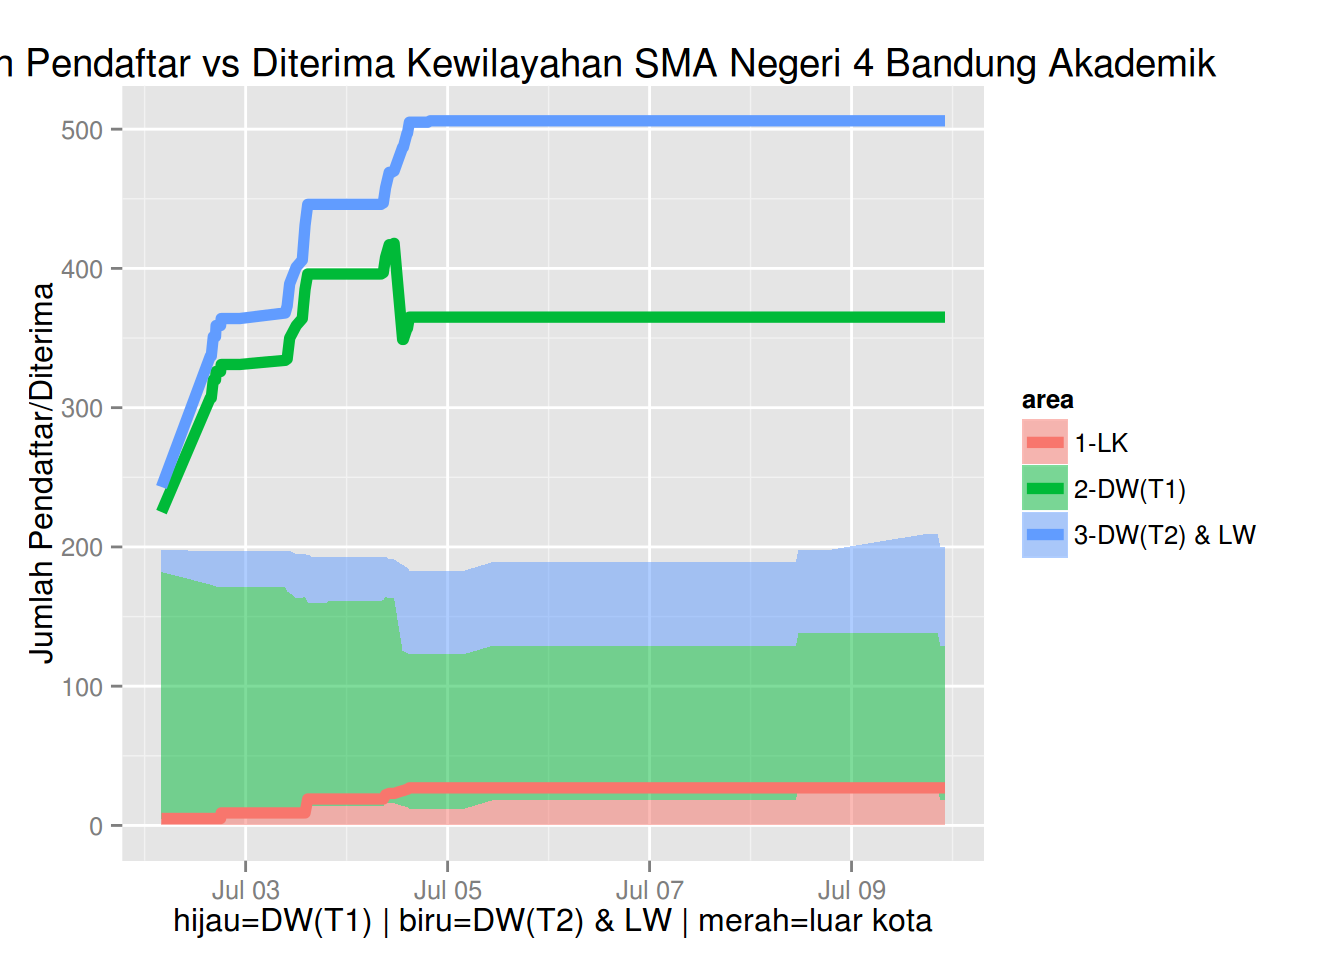 Pendaftar vs Diterima Kewilayahan SMA Negeri 4 Bandung Akademik
Jumlah Pendaftar/Diterima
500
400
300
200
100
0
Jul 03
Jul 05
Jul 07
Jul 09
hijau=DW(T1) | biru=DW(T2) & LW | merah=luar kota
area
1-LK
2-DW(T1)
3-DW(T2) & LW